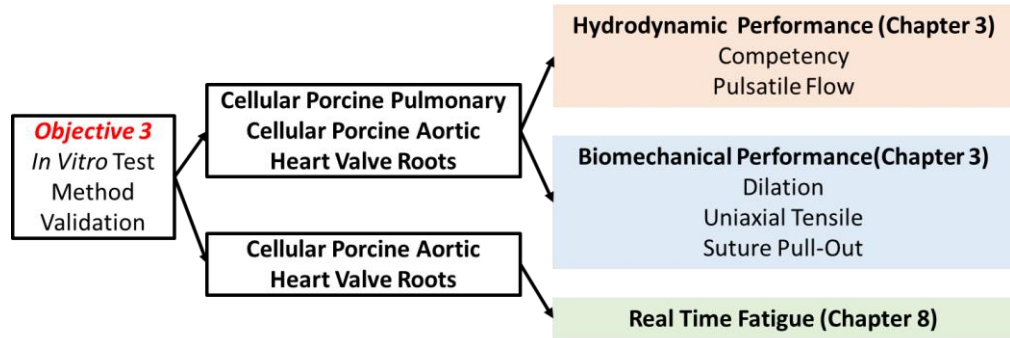 Objective 3
In Vitro Test
Method
Validation
Cellular Porcine Pulmonary
Cellular Porcine Aortic
Heart Valve Roots
Cellular Porcine Aortic
Heart Valve Roots
Hydrodynamic Performance (Chapter 3)
Competency
Pulsatile Flow
Biomechanical Performance(Chapter 3)
Dilation
Uniaxial Tensile
Suture Pull-Out
Real Time Fatigue (Chapter 8)